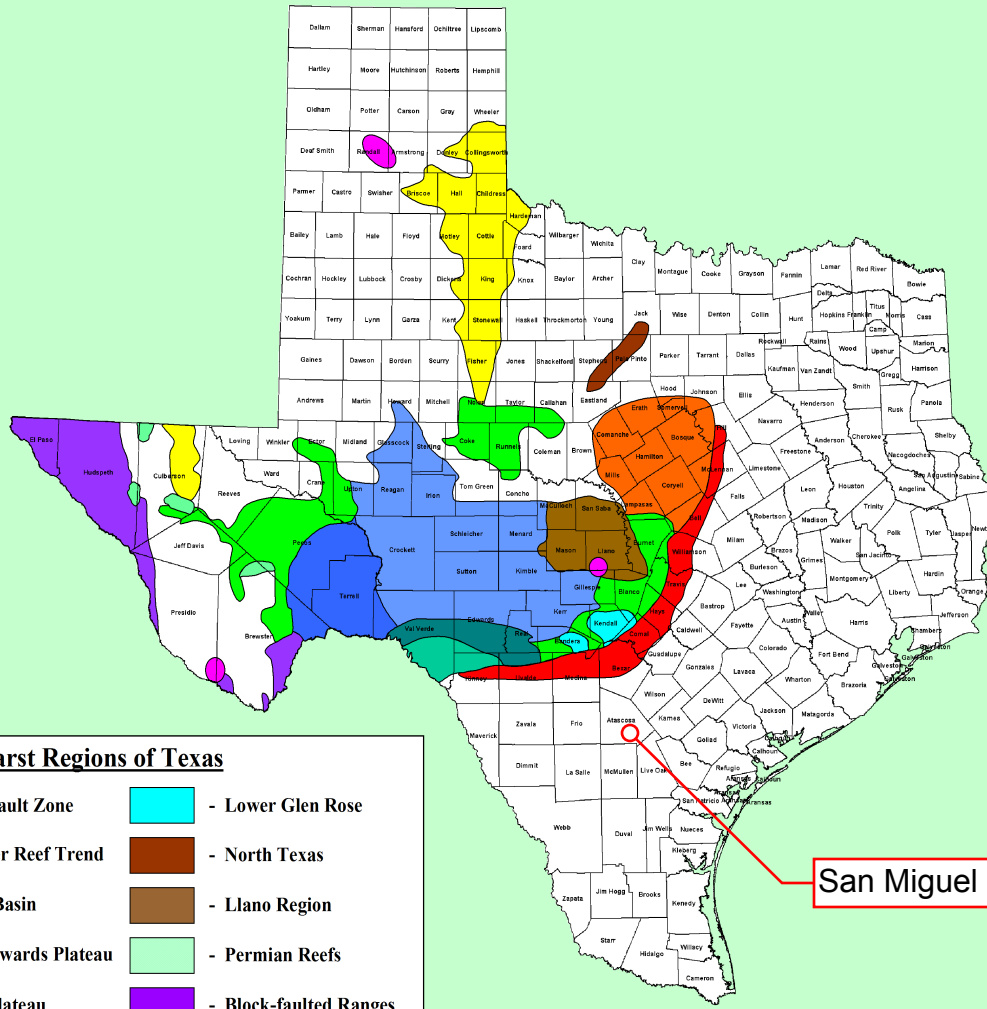 Dallam Sherman Hansford Ochiltree Lipscomb
Hartley Moore Hutchinson Roberts Hemphill
Oldham Potter Carson Gray Wheeler
Deaf Smith Randall Armstrong Donley Collingsworth
Parmer Castro Swisher Briscoe Hall Childress
Hardeman
Bailey Lamb Hale Floyd Motley Cottle Foard Wilbarger Wichita
Clay Montague Cooke Grayson Fannin Lamar Red River Bowie
Cochran Hockley Lubbock Crosby Dickens King Knox Baylor Archer
Delta Titus Morris Cass
Yoakum Terry Lynn Garza Kent Stonewall Haskell Throckmorton Young Jack Wise Denton Collin Hunt Hopkins Franklin
Camp
Rockwall Rains Wood Upshur Marion
Gaines Dawson Borden Scurry Fisher Jones Shackelford Stephens Palo Pinto Parker Tarrant Dallas Kaufman Van Zandt Gregg Harrison
Andrews Martin Howard Mitchell Nolan Taylor Callahan Eastland Erath Hood Somervell Johnson Ellis Henderson Smith Rusk Panola
El Paso Hudspeth Culberson Loving Winkler Ector Midland Glasscock Sterling Coke Runnels Coleman Brown Comanche Bosque Hill Navarro Anderson Cherokee Shelby
Nacogdoches
Reeves Ward Crane Upton Reagan Irion Tom Green Concho Mills Hamilton McLennan Limestone Freestone San Augustine Sabine
McCulloch San Saba Lampasas Coryell Falls Leon Houston Angelina
Jeff Davis Pecos Crockett Schleicher Menard Mason Llano Burnet Bell Milam Robertson Madison Trinity Polk Tyler Jasper
Presidio Terrell Sutton Kimble Gillespie Blanco Williamson Travis Lee Burleson Brazos Grimes Walker San Jacinto Hardin
Brewster Val Verde Edwards Real Kerr Kendall Hays Bastrop Washington Montgomery Liberty Orange
Bandera Comal Caldwell Fayette Austin Waller Harris Jefferson
Kinney Uvalde Medina Bexar Guadalupe Gonzales Lavaca Colorado Fort Bend Chambers
Galveston
Galveston
Galveston
Galveston
Maverick Zavala Frio Atascosa Wilson Karnes DeWitt Victoria Jackson Wharton Matagorda Brazoria
Dimmit La Salle McMullen Live Oak Bee Goliad Refugio Calhoun
Calhoun
Calhoun
Aransas
Aransas
Aransas
Webb Duval Jim Wells San Patricio Nueces
Kleberg
Zapata Jim Hogg Brooks Kenedy
Starr Hidalgo Willacy
Cameron
San Miguel
arst Regions of Texas
ault Zone - Lower Glen Rose
r Reef Trend - North Texas
Basin - Llano Region
wards Plateau - Permian Reefs
lateau - Block-faulted Ranges